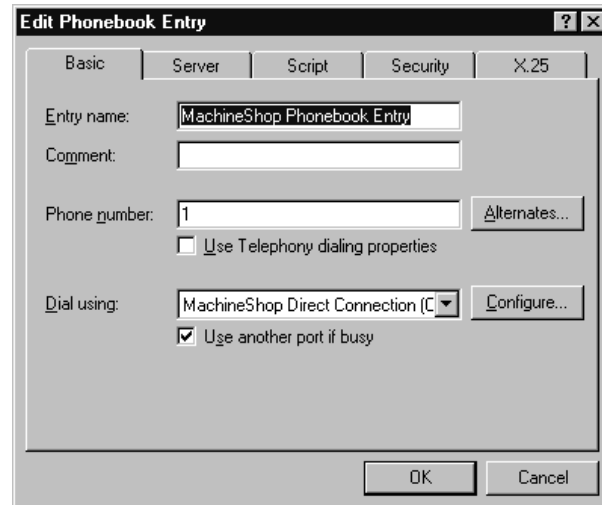 Edit Phonebook Entry
Basic Server Script Security X.25
Entry name: MachineShop Phonebook Entry
Comment:
Phone number: 1 Alternates...
Use Telephony dialing properties
Dial using: MachineShop Direct Connection (C Configure...
Use another port if busy
OK Cancel